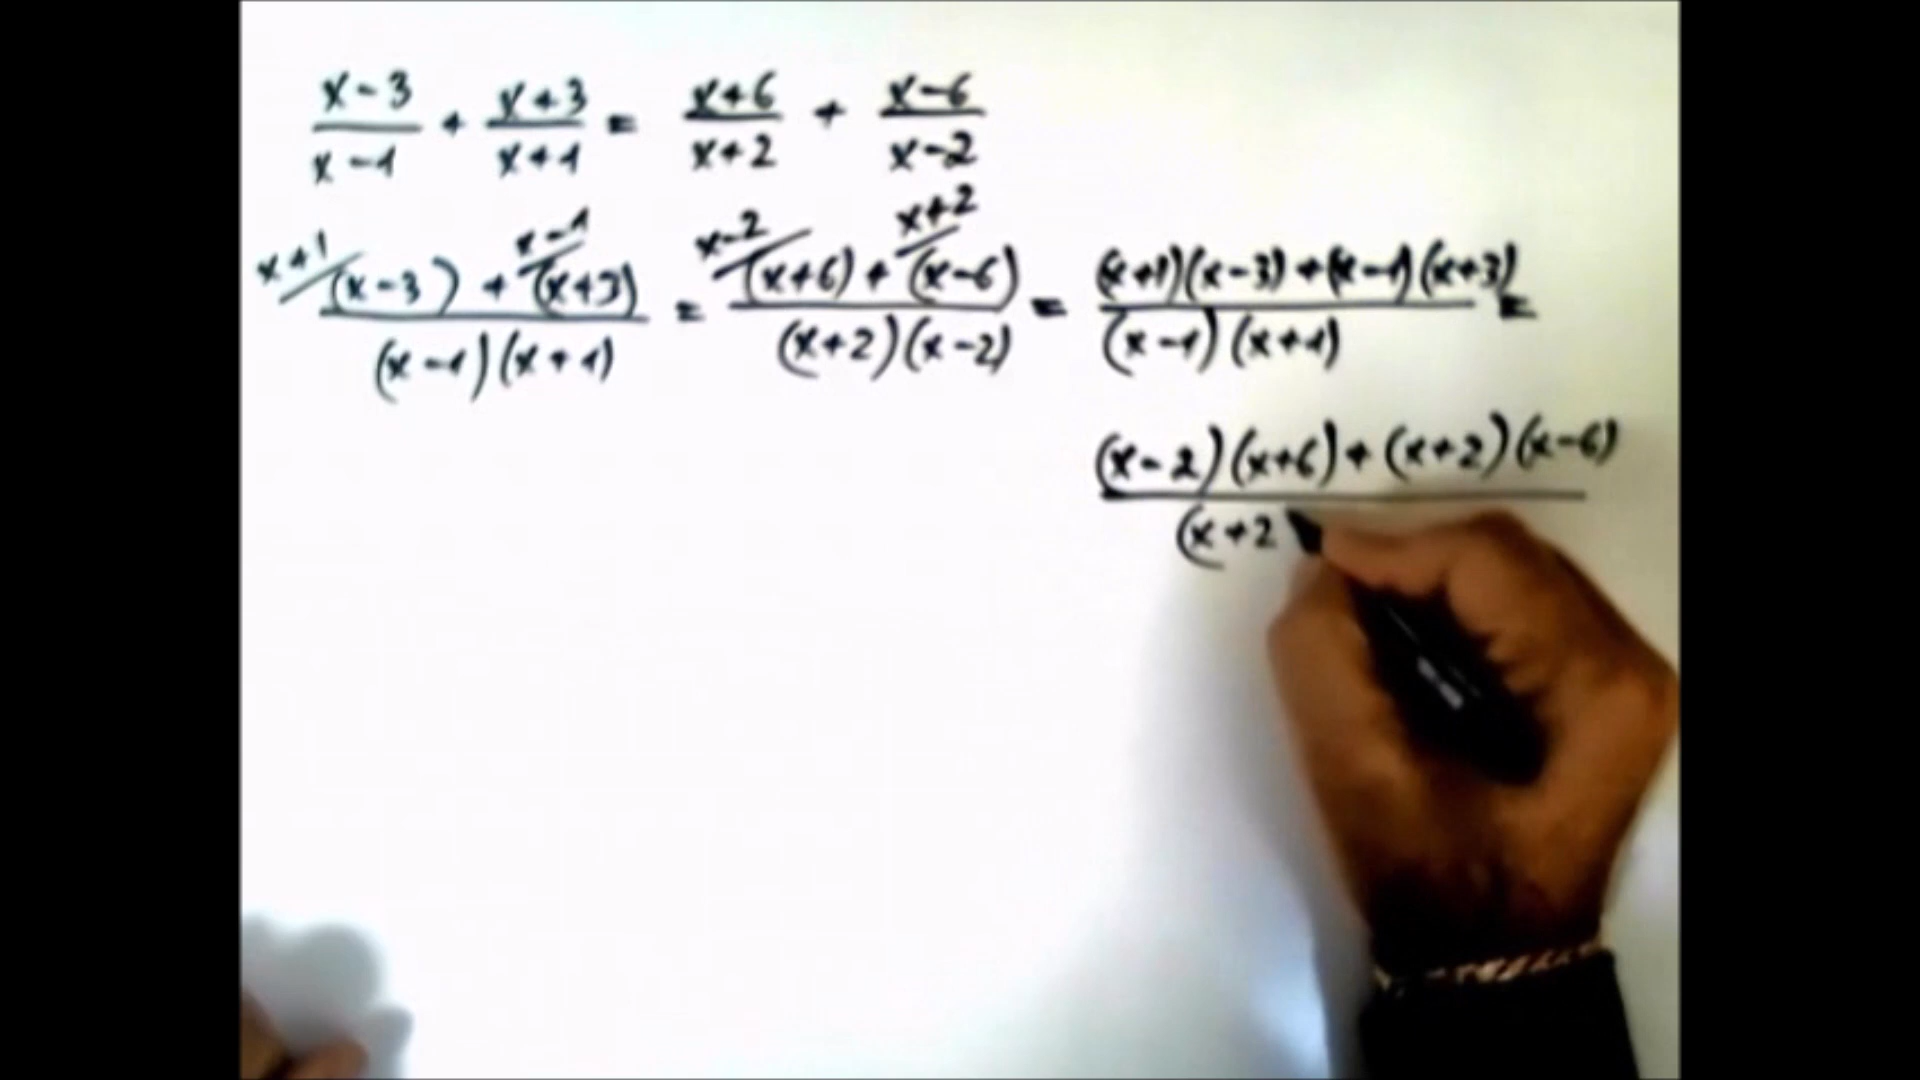 x-3/x-1 + x+3/x+1 = x+6/x+2 + x-6/x-2
x+1/(x-3) + x-1/(x+3) / (x-1)(x+1) = x-2/(x+6) + x+2/(x-6) / (x+2)(x-2) = (x+1)(x-3)+(x-1)(x+3) / (x-1)(x+1) =
(x-2)(x+6)+(x+2)(x-6) / (x+2